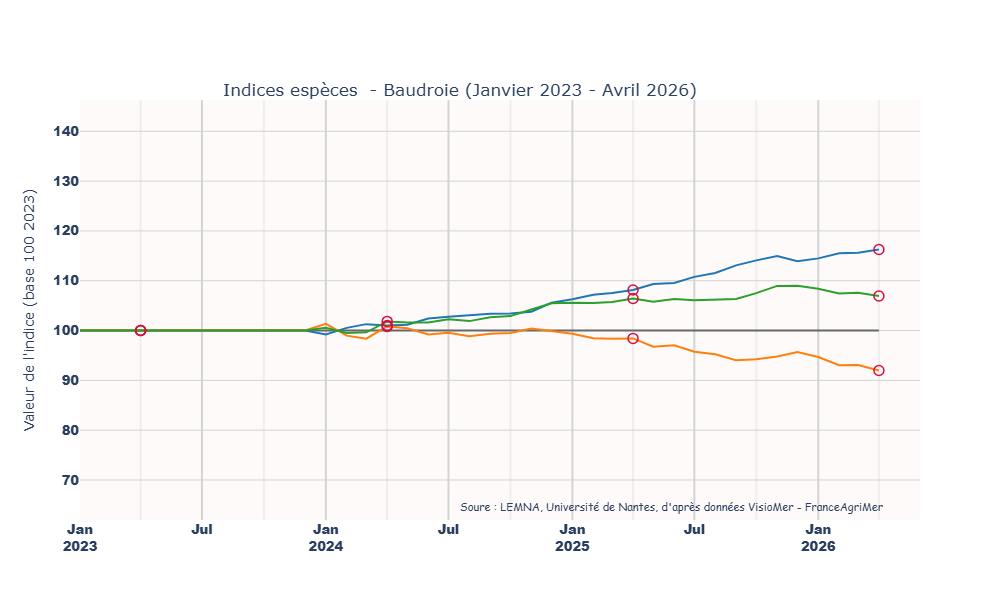 Indices espèces  - Baudroie (Janvier 2023 - Avril 2026)
Valeur de l'indice (base 100 2023)
140
130
120
110
100
90
80
70
Soure : LEMNA, Université de Nantes, d'après données VisioMer - FranceAgriMer
Jan
2023
Jul
Jan
2024
Jul
Jan
2025
Jul
Jan
2026